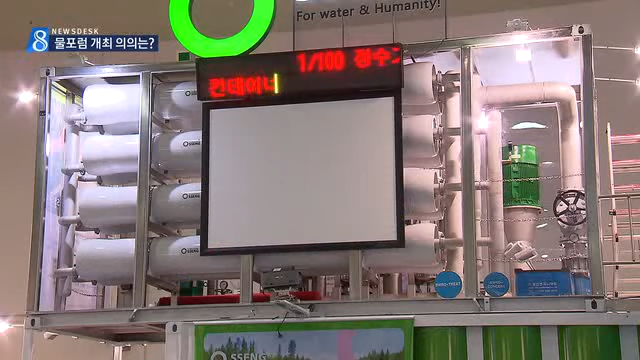 8 NEWSDESK
물포럼 개최 의의는?
For water & Humanity!
1/100 정수
컨테이너
SSENG